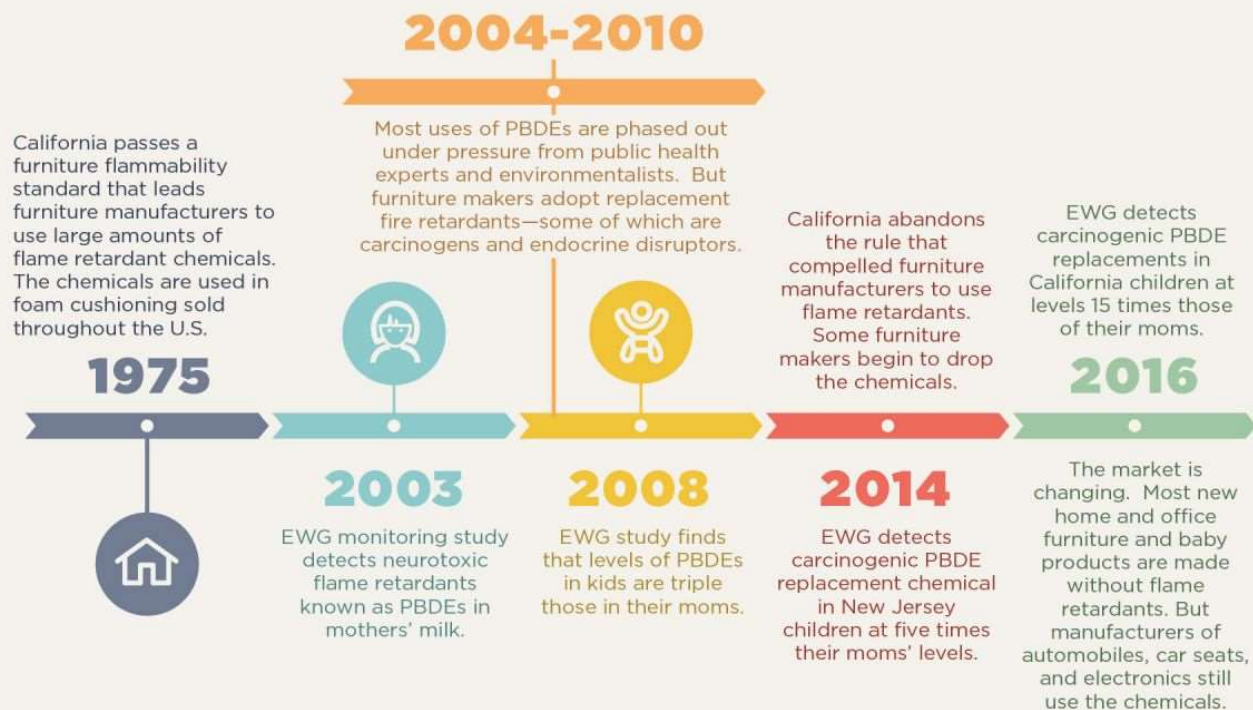 2004-2010
Most uses of PBDEs are phased out
under pressure from public health
experts and environmentalists.  But
furniture makers adopt replacement
fire retardants—some of which are
carcinogens and endocrine disruptors.
California passes a
furniture flammability
standard that leads
furniture manufacturers to
use large amounts of
flame retardant chemicals.
The chemicals are used in
foam cushioning sold
throughout the U.S.
1975
2003
EWG monitoring study
detects neurotoxic
flame retardants
known as PBDEs in
mothers’ milk.
2008
EWG study finds
that levels of PBDEs
in kids are triple
those in their moms.
California abandons
the rule that
compelled furniture
manufacturers to use
flame retardants.
Some furniture
makers begin to drop
the chemicals.
2014
EWG detects
carcinogenic PBDE
replacement chemical
in New Jersey
children at five times
their moms’ levels.
EWG detects
carcinogenic PBDE
replacements in
California children at
levels 15 times those
of their moms.
2016
The market is
changing.  Most new
home and office
furniture and baby
products are made
without flame
retardants. But
manufacturers of
automobiles, car seats,
and electronics still
use the chemicals.